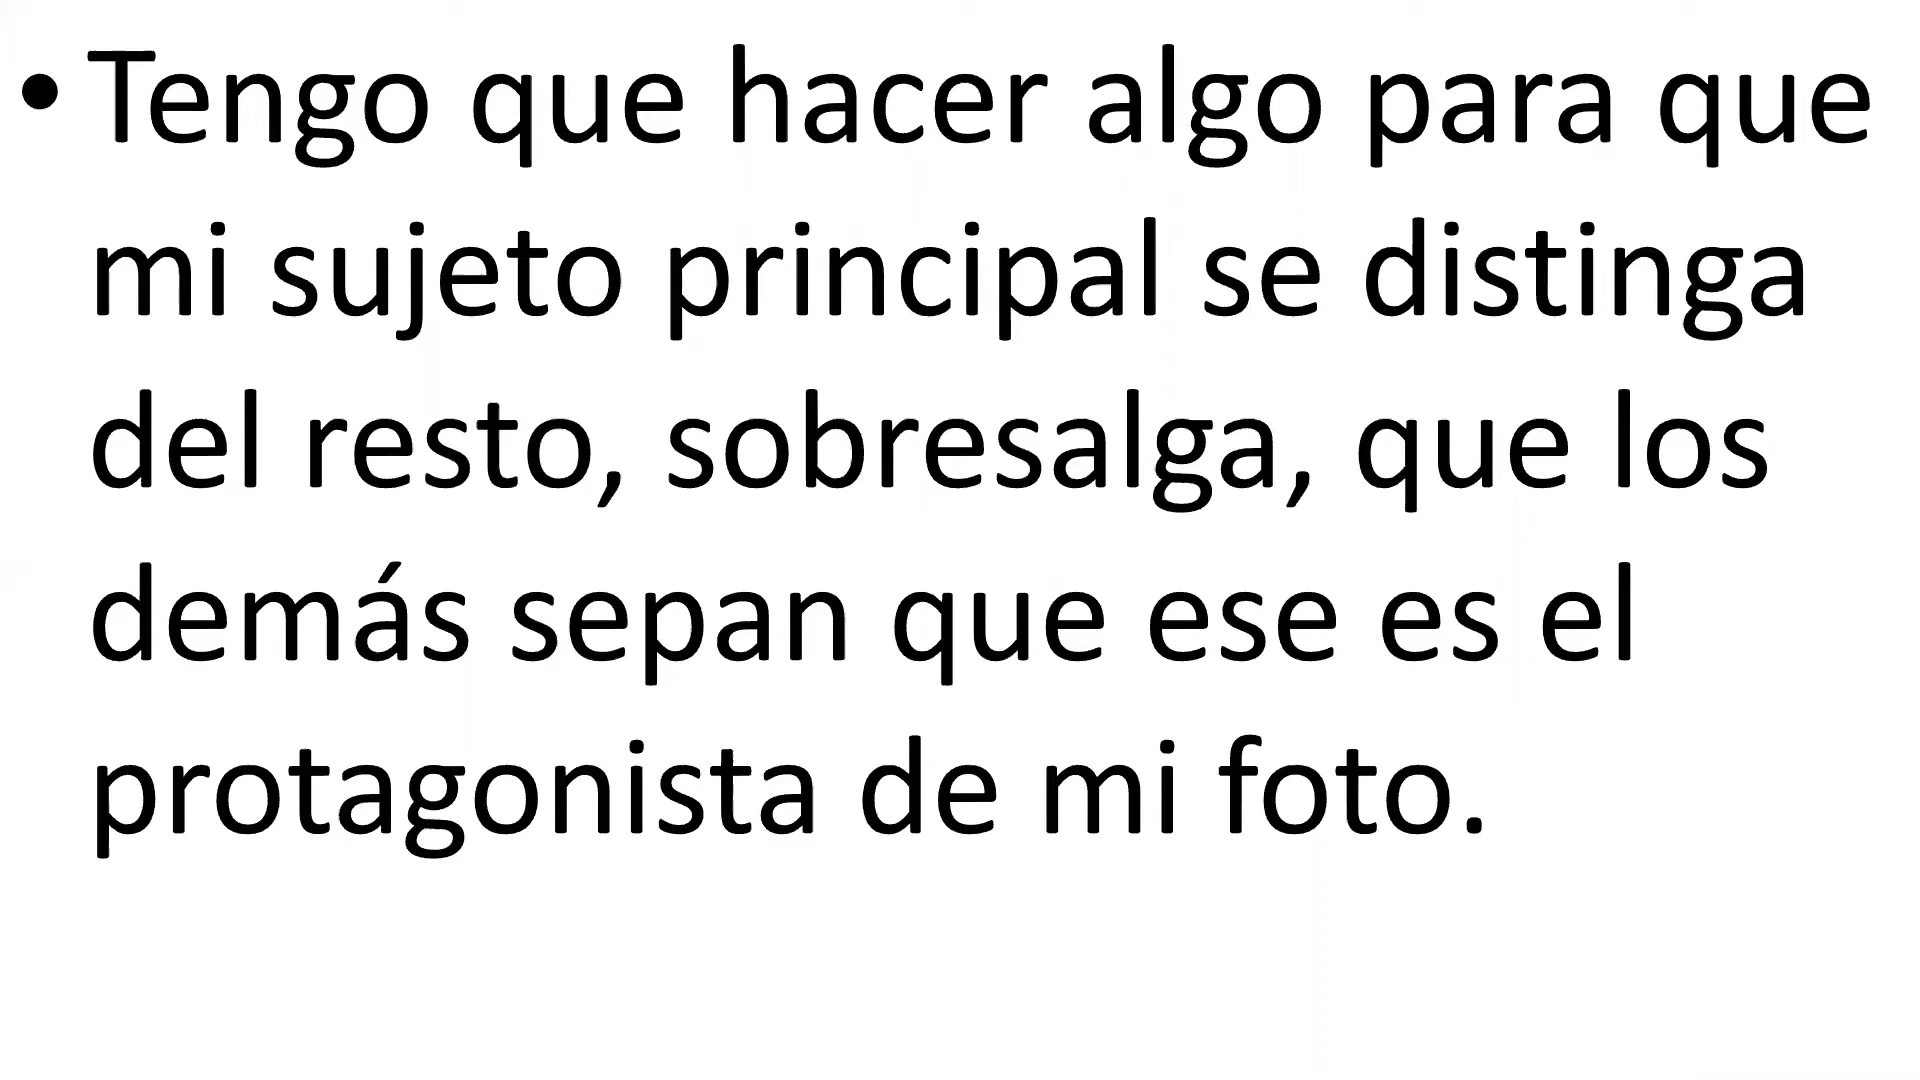 • Tengo que hacer algo para que
mi sujeto principal se distinga
del resto, sobresalga, que los
demás sepan que ese es el
protagonista de mi foto.